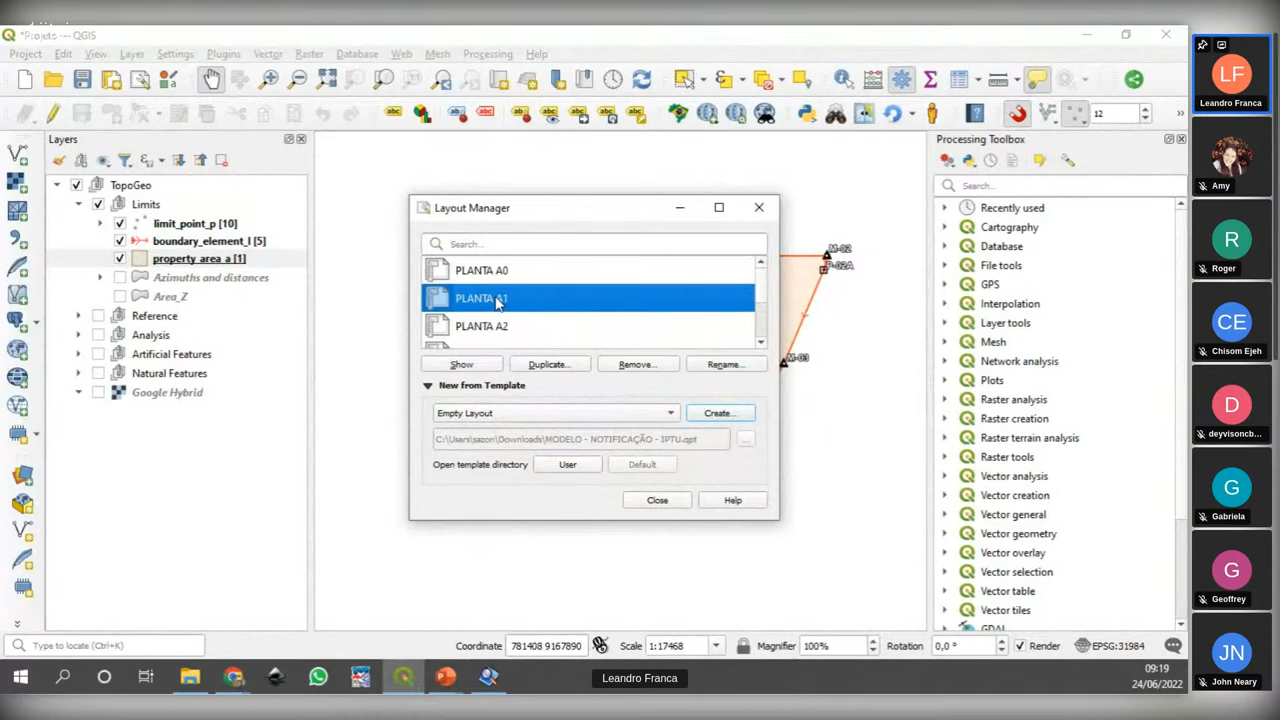 *Projeto - QGIS
Project Edit View Layer Settings Plugins Vector Raster Database Web Mesh Processing Help
12
Layers
TopoGeo
Limits
limit_point_p [10]
boundary_element_l [5]
property_area_a [1]
Azimuths and distances
Area_Z
Reference
Analysis
Artificial Features
Natural Features
Google Hybrid
M-02
P-02A
M-03
Layout Manager
Search...
PLANTA A0
PLANTA A1
PLANTA A2
Show Duplicate... Remove... Rename...
New from Template
Empty Layout Create...
C:\Users\sazon\Downloads\MODELO - NOTIFICAÇÃO - IPTU.qpt ...
Open template directory User Default
Close Help
Processing Toolbox
Search...
Recently used
Cartography
Database
File tools
GPS
Interpolation
Layer tools
Mesh
Network analysis
Plots
Raster analysis
Raster creation
Raster terrain analysis
Raster tools
Vector analysis
Vector creation
Vector general
Vector geometry
Vector overlay
Vector selection
Vector table
Vector tiles
GDAL
Type to locate (Ctrl+K) Coordinate 781408 9167890 Scale 1:17468 Magnifier 100% Rotation 0,0 ° Render EPSG:31984
09:19
24/06/2022
Leandro Franca
LF
Leandro Franca
Amy
R
Roger
CE
Chisom Ejeh
D
deyvisoncb...
G
Gabriela
G
Geoffrey
JN
John Neary